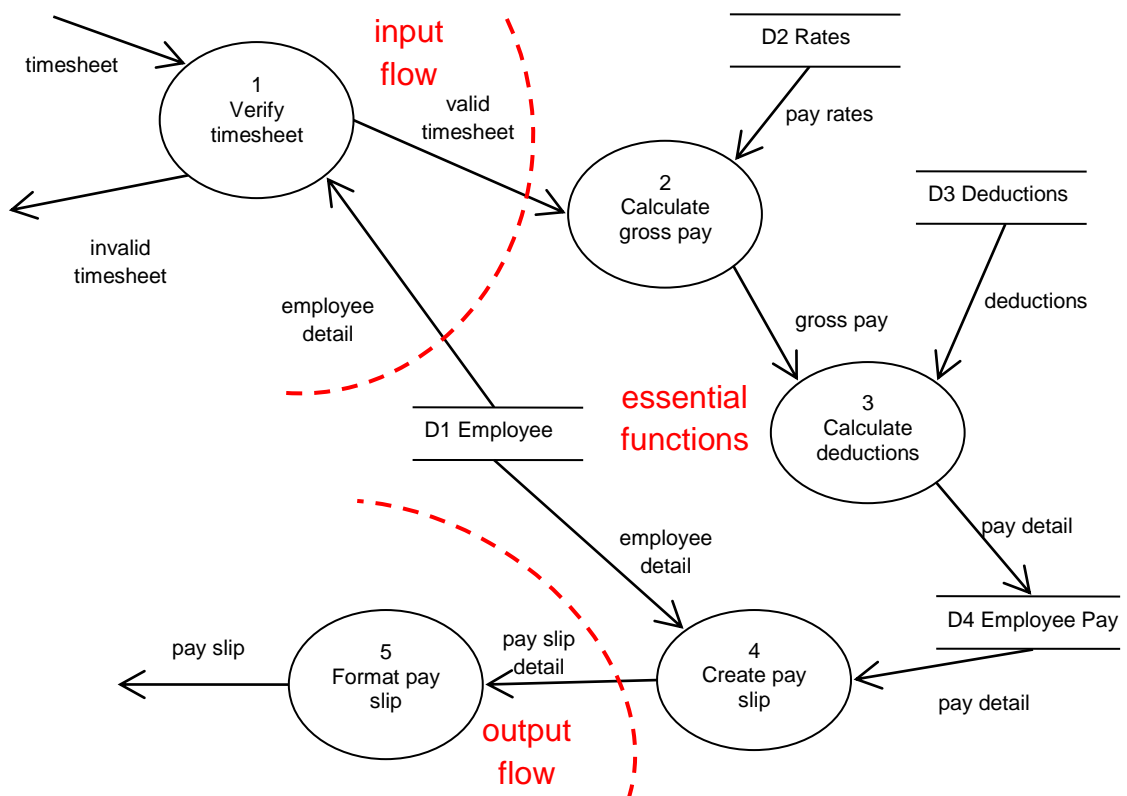 timesheet
1
Verify
timesheet
input
flow
valid
timesheet
D2 Rates
pay rates
2
Calculate
gross pay
D3 Deductions
invalid
timesheet
employee
detail
gross pay
deductions
D1 Employee
essential
functions
3
Calculate
deductions
employee
detail
pay detail
D4 Employee Pay
pay slip
5
Format pay
slip
pay slip
detail
4
Create pay
slip
pay detail
output
flow